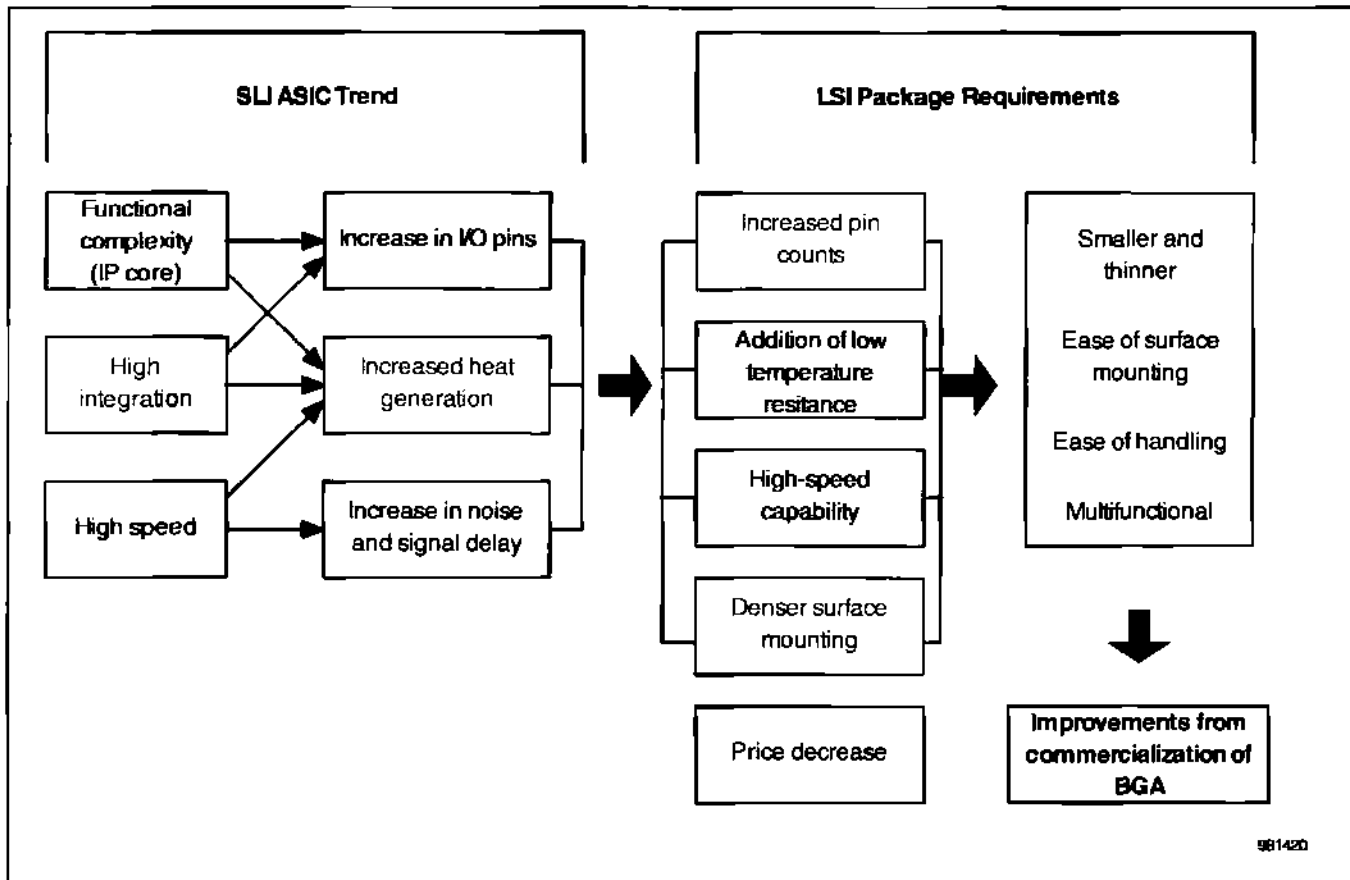 SLI ASIC Trend
LSI Package Requirements
Functional
complexity
(IP core)
Increase in I/O pins
High
integration
Increased heat
generation
High speed
Increase in noise
and signal delay
Increased pin
counts
Addition of low
temperature
resitance
High-speed
capability
Denser surface
mounting
Price decrease
Smaller and
thinner
Ease of surface
mounting
Ease of handling
Multifunctional
Improvements from
commercialization of
BGA
981420